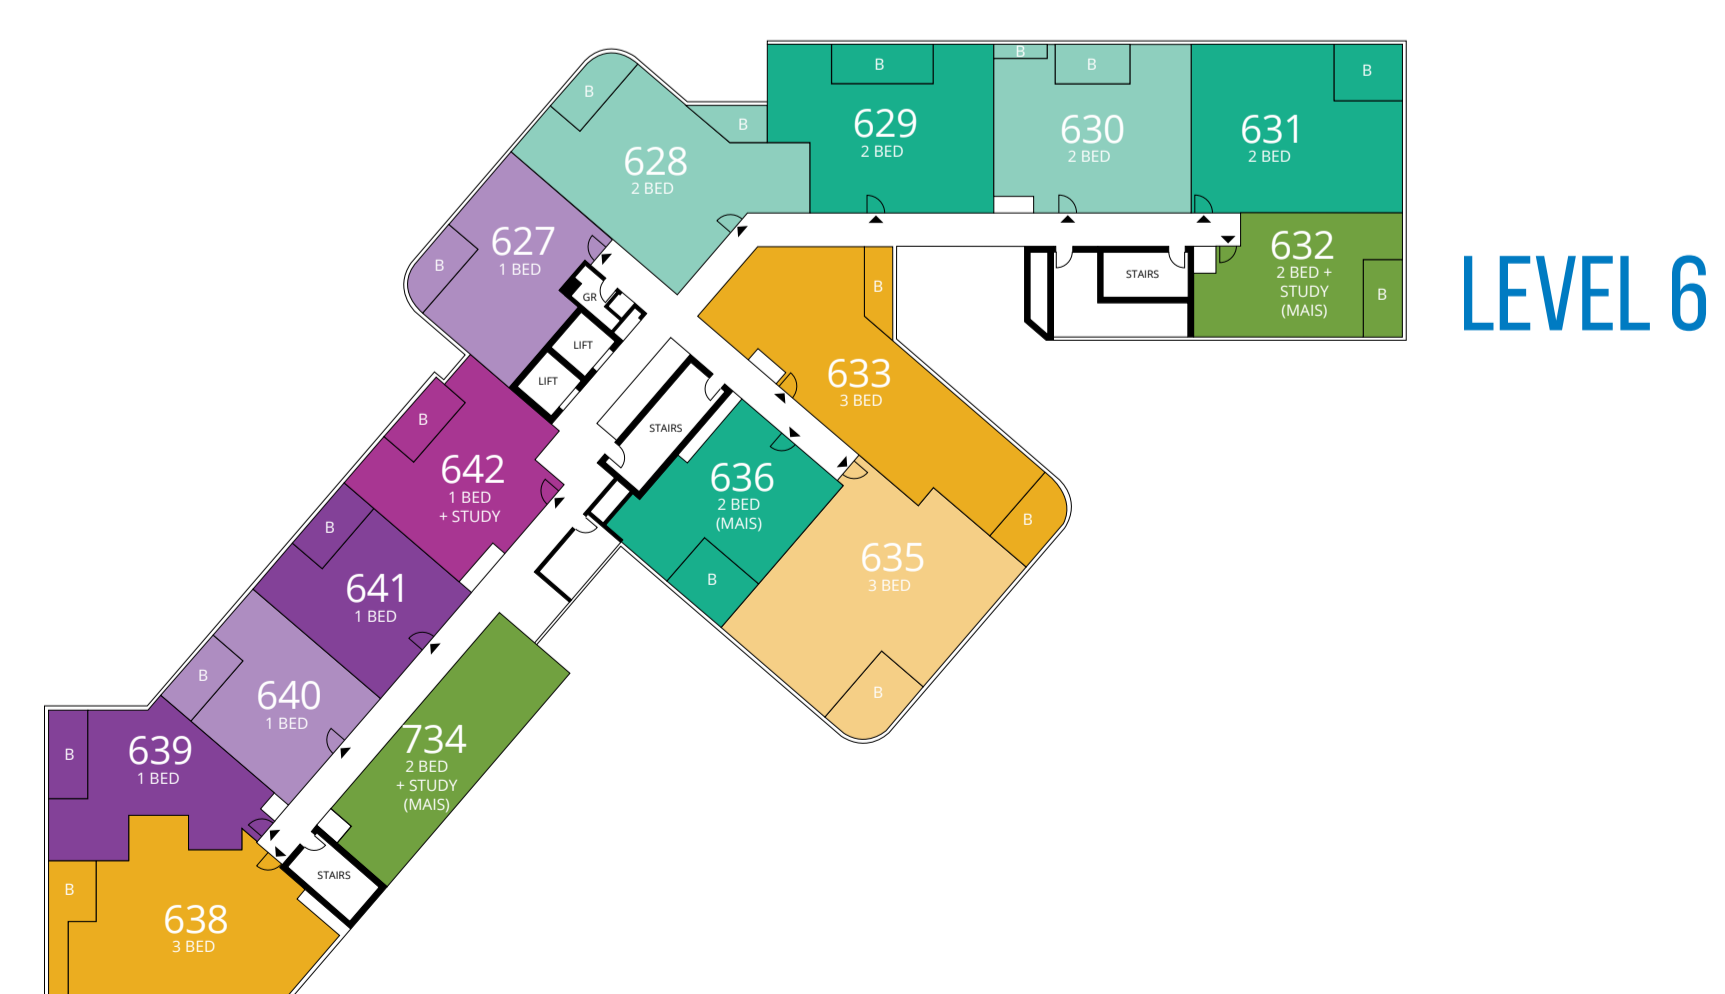 B
629
2 BED
B
B
630
2 BED
B
631
2 BED
B
B
628
2 BED
632
2 BED +
STUDY
(MAIS)
B
STAIRS
LEVEL 6
627
1 BED
B
GR
LIFT
LIFT
B
633
3 BED
B
STAIRS
B
642
1 BED
+ STUDY
636
2 BED
(MAIS)
B
635
3 BED
B
B
641
1 BED
B
640
1 BED
B
639
1 BED
734
2 BED
+ STUDY
(MAIS)
STAIRS
B
638
3 BED